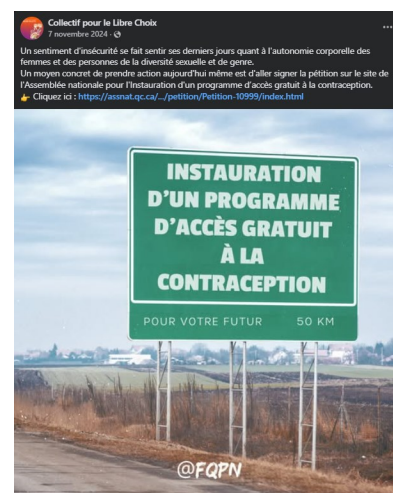 Collectif pour le Libre Choix
7 novembre 2024 ·
Un sentiment d'insécurité se fait sentir ses derniers jours quant à l'autonomie corporelle des
femmes et des personnes de la diversité sexuelle et de genre.
Un moyen concret de prendre action aujourd'hui même est d'aller signer la pétition sur le site de
l'Assemblée nationale pour l'Instauration d'un programme d'accès gratuit à la contraception.
👉 Cliquez ici : https://assnat.qc.ca/.../petition/Petition-10999/index.html
INSTAURATION
D'UN PROGRAMME
D'ACCÈS GRATUIT
À LA
CONTRACEPTION
POUR VOTRE FUTUR 50 KM
@FQPN